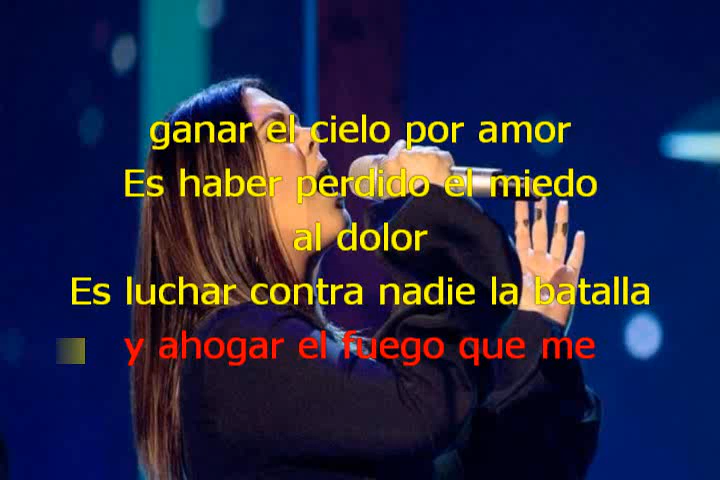 ganar el cielo por amor
Es haber perdido el miedo
al dolor
Es luchar contra nadie la batalla
y ahogar el fuego que me